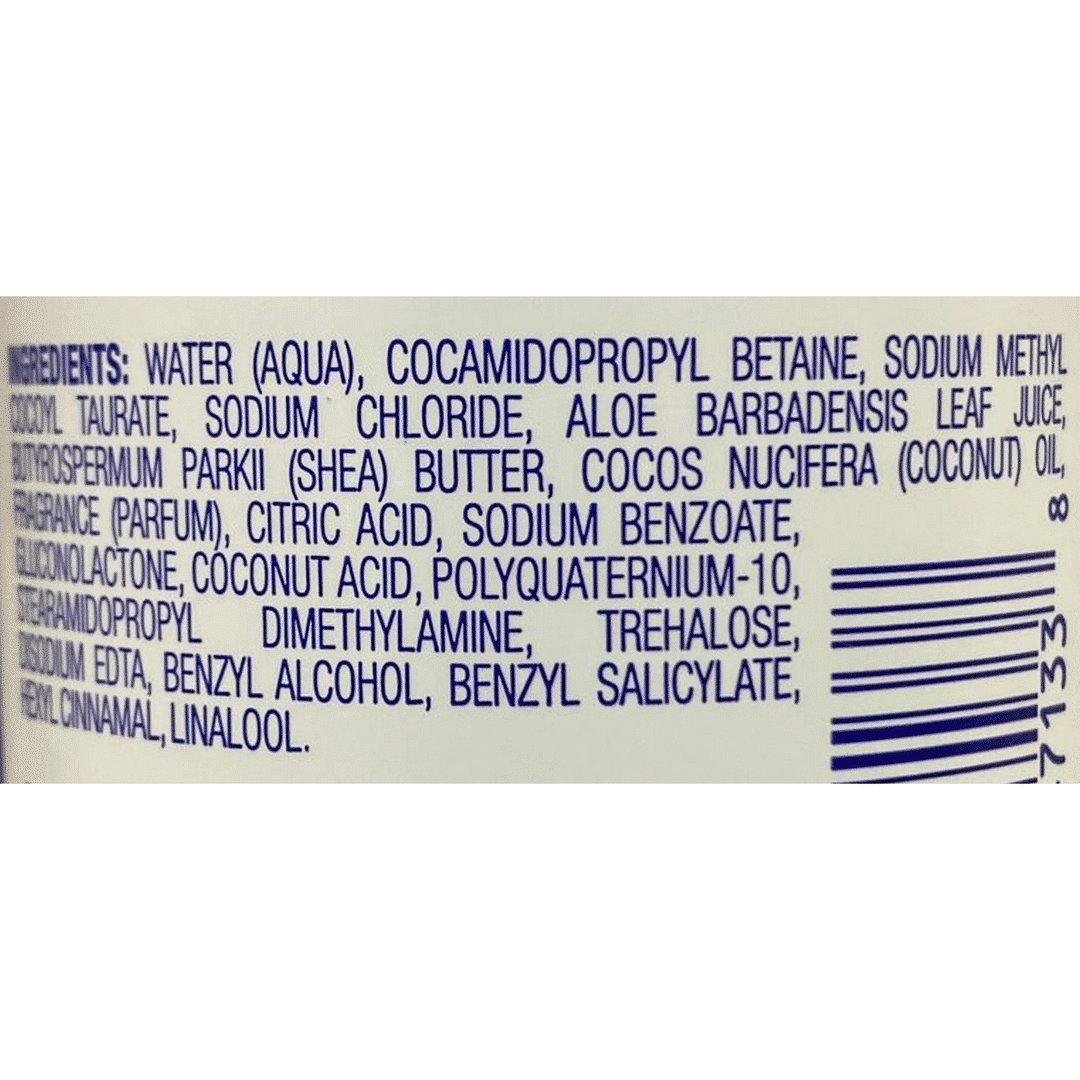 INGREDIENTS: WATER (AQUA), COCAMIDOPROPYL BETAINE, SODIUM METHYL
COCOYL TAURATE, SODIUM CHLORIDE, ALOE BARBADENSIS LEAF JUICE,
BUTYROSPERMUM PARKII (SHEA) BUTTER, COCOS NUCIFERA (COCONUT) OIL,
FRAGRANCE (PARFUM), CITRIC ACID, SODIUM BENZOATE,
GLUCONOLACTONE, COCONUT ACID, POLYQUATERNIUM-10,
STEARAMIDOPROPYL DIMETHYLAMINE, TREHALOSE,
DISODIUM EDTA, BENZYL ALCOHOL, BENZYL SALICYLATE,
HEXYL CINNAMAL, LINALOOL.
8
7133